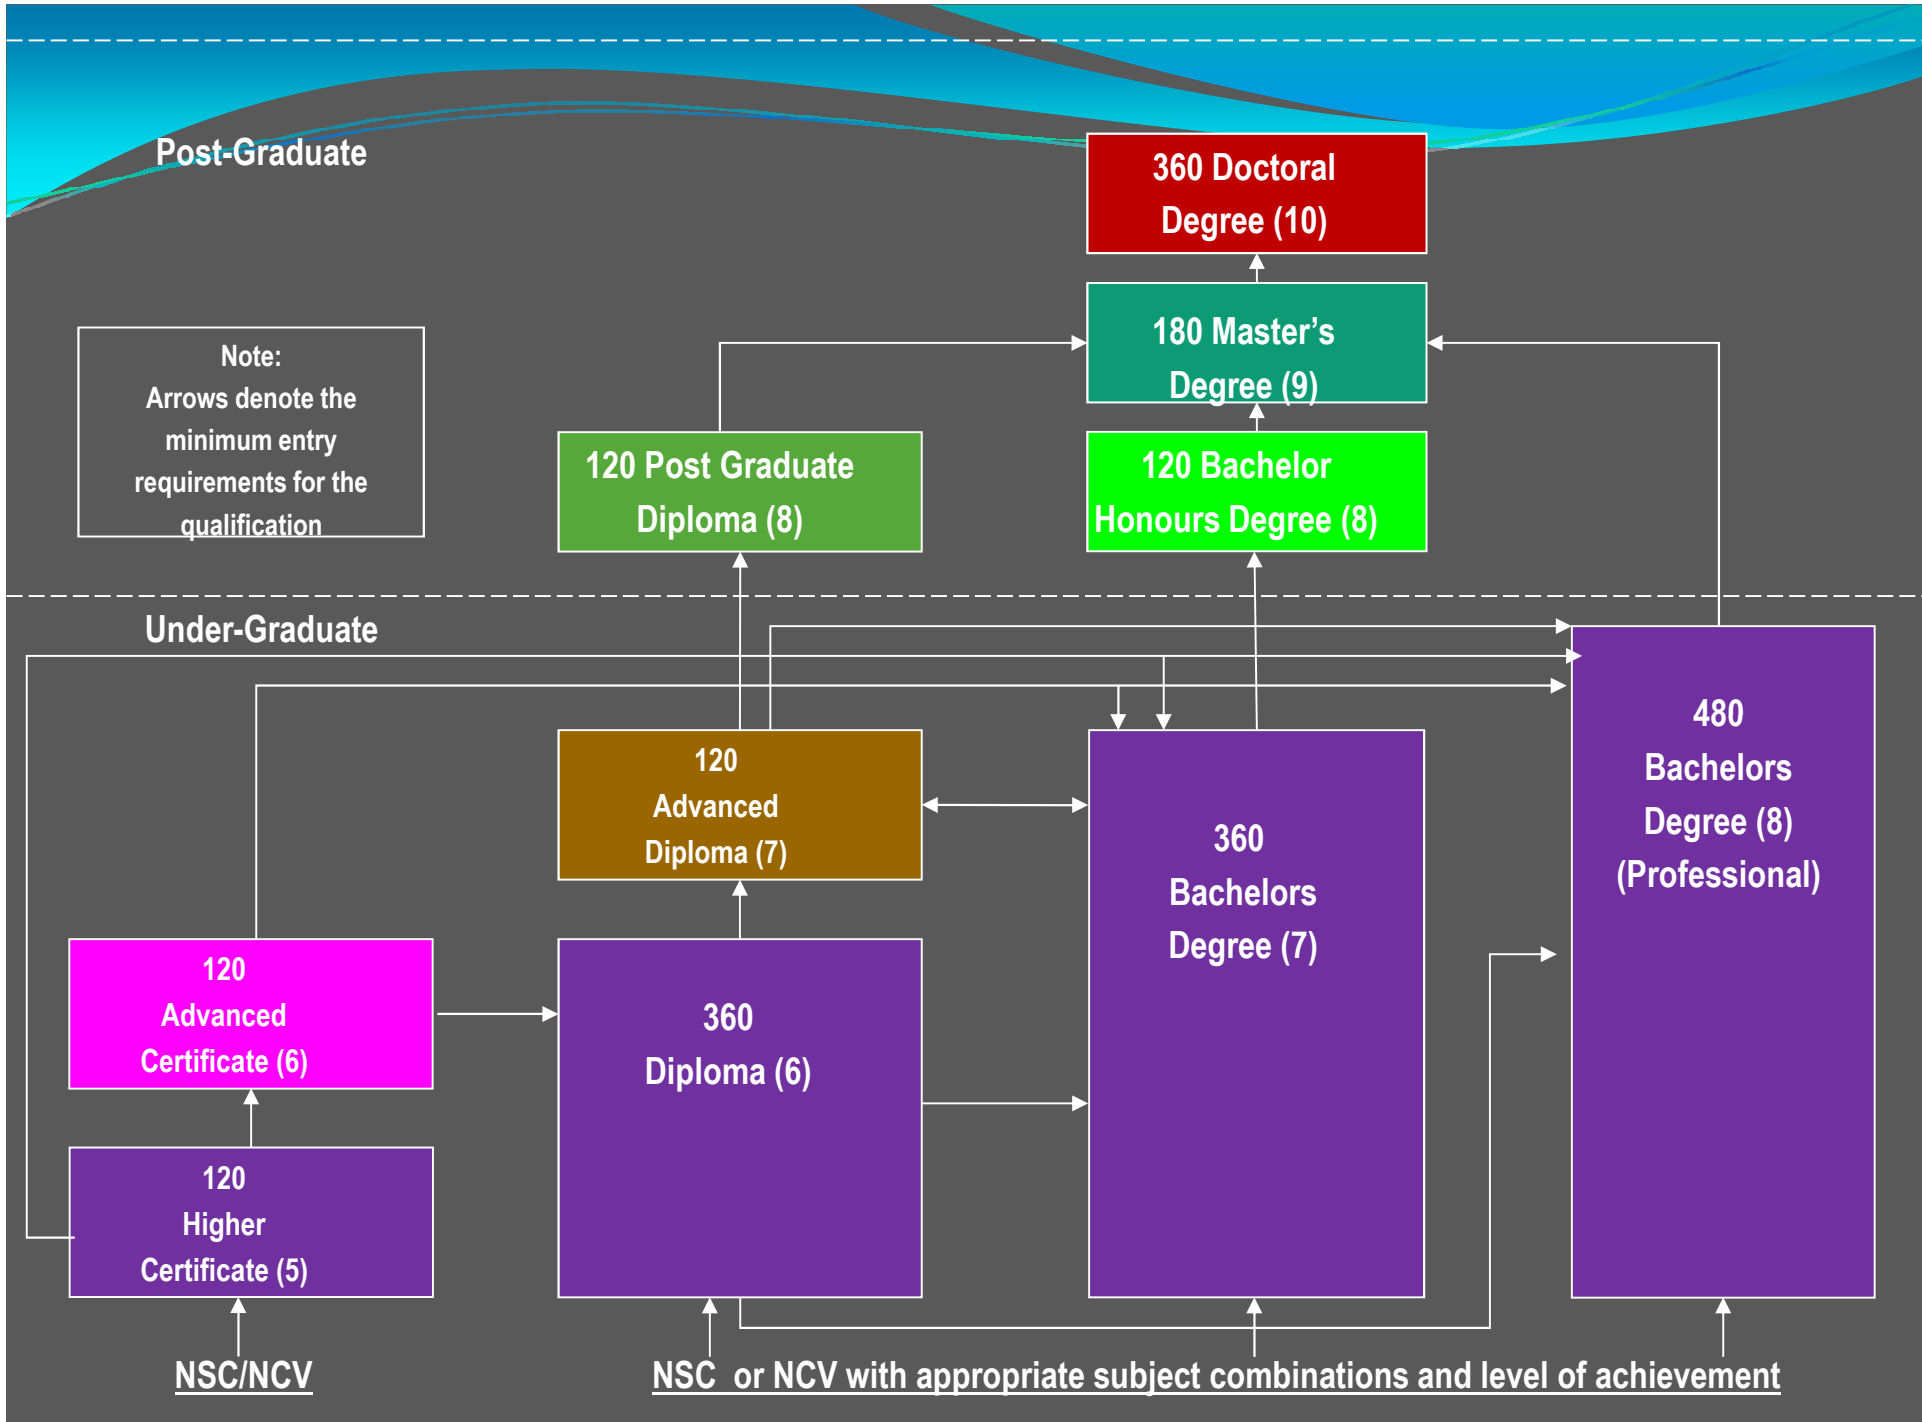 Post-Graduate
360 Doctoral
Degree (10)
180 Master’s
Degree (9)
Note:
Arrows denote the
minimum entry
requirements for the
qualification
120 Post Graduate
Diploma (8)
120 Bachelor
Honours Degree (8)
Under-Graduate
120
Advanced
Diploma (7)
360
Bachelors
Degree (7)
480
Bachelors
Degree (8)
(Professional)
120
Advanced
Certificate (6)
360
Diploma (6)
120
Higher
Certificate (5)
NSC/NCV
NSC or NCV with appropriate subject combinations and level of achievement